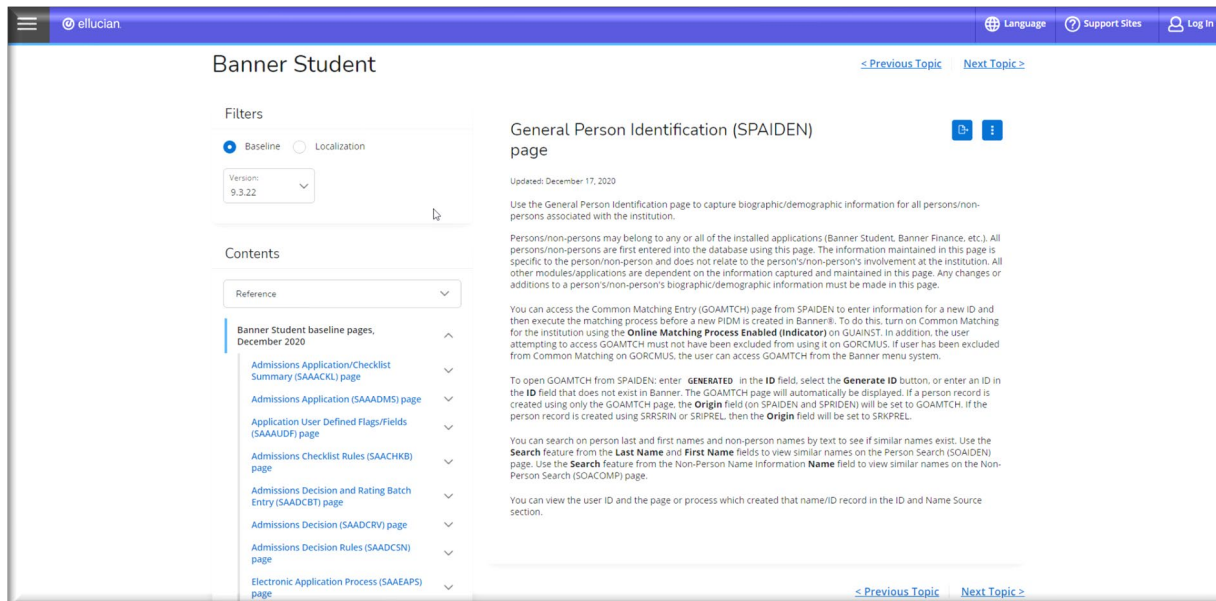 ellucian
Language
Support Sites
Log In
Banner Student
< Previous Topic
Next Topic >
Filters
Baseline
Localization
Version:
9.3.22
Contents
Reference
Banner Student baseline pages,
December 2020
Admissions Application/Checklist
Summary (SAAACKL) page
Admissions Application (SAAADMS) page
Application User Defined Flags/Fields
(SAAAUDF) page
Admissions Checklist Rules (SAACHKB)
page
Admissions Decision and Rating Batch
Entry (SAADCBT) page
Admissions Decision (SAADCRV) page
Admissions Decision Rules (SAADCSN)
page
Electronic Application Process (SAAEAPS)
page
General Person Identification (SPAIDEN)
page
Updated: December 17, 2020
Use the General Person Identification page to capture biographic/demographic information for all persons/non-
persons associated with the institution.
Persons/non-persons may belong to any or all of the installed applications (Banner Student, Banner Finance, etc.). All
persons/non-persons are first entered into the database using this page. The information maintained in this page is
specific to the person/non-person and does not relate to the person's/non-person's involvement at the institution. All
other modules/applications are dependent on the information captured and maintained in this page. Any changes or
additions to a person's/non-person's biographic/demographic information must be made in this page.
You can access the Common Matching Entry (GOAMTCH) page from SPAIDEN to enter information for a new ID and
then execute the matching process before a new PIDM is created in Banner®. To do this, turn on Common Matching
for the institution using the Online Matching Process Enabled (Indicator) on GUAINST. In addition, the user
attempting to access GOAMTCH must not have been excluded from using it on GORCMUS. If user has been excluded
from Common Matching on GORCMUS, the user can access GOAMTCH from the Banner menu system.
To open GOAMTCH from SPAIDEN: enter GENERATED in the ID field, select the Generate ID button, or enter an ID in
the ID field that does not exist in Banner. The GOAMTCH page will automatically be displayed. If a person record is
created using only the GOAMTCH page, the Origin field (on SPAIDEN and SPRIDEN) will be set to GOAMTCH. If the
person record is created using SRRSRIN or SRIPREL, then the Origin field will be set to SRKPREL.
You can search on person last and first names and non-person names by text to see if similar names exist. Use the
Search feature from the Last Name and First Name fields to view similar names on the Person Search (SOAIDEN)
page. Use the Search feature from the Non-Person Name Information Name field to view similar names on the Non-
Person Search (SOACOMP) page.
You can view the user ID and the page or process which created that name/ID record in the ID and Name Source
section.
< Previous Topic
Next Topic >